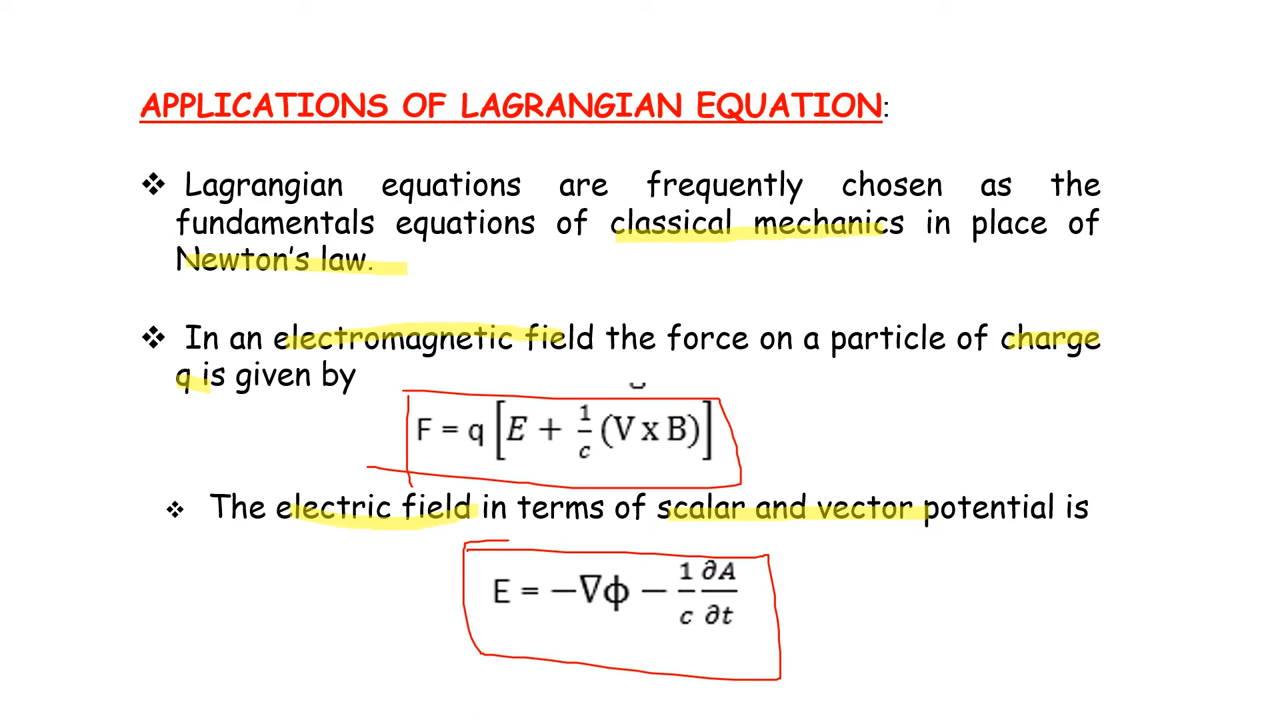 APPLICATIONS OF LAGRANGIAN EQUATION:
❖ Lagrangian equations are frequently chosen as the
fundamentals equations of classical mechanics in place of
Newton's law.
❖ In an electromagnetic field the force on a particle of charge
q is given by
F = q [E + 1/c (V x B)]
❖ The electric field in terms of scalar and vector potential is
E = −∇ϕ − 1/c ∂A/∂t